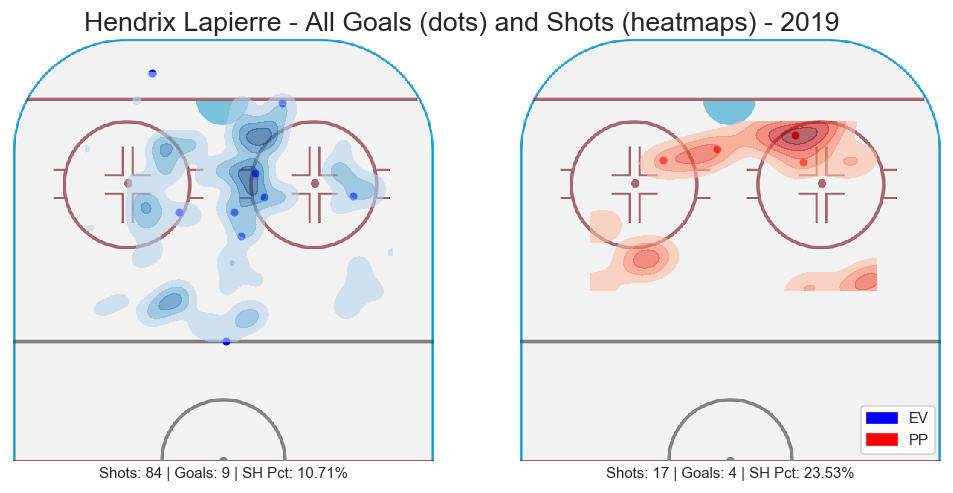 Hendrix Lapierre - All Goals (dots) and Shots (heatmaps) - 2019
EV
PP
Shots: 84 | Goals: 9 | SH Pct: 10.71%
Shots: 17 | Goals: 4 | SH Pct: 23.53%